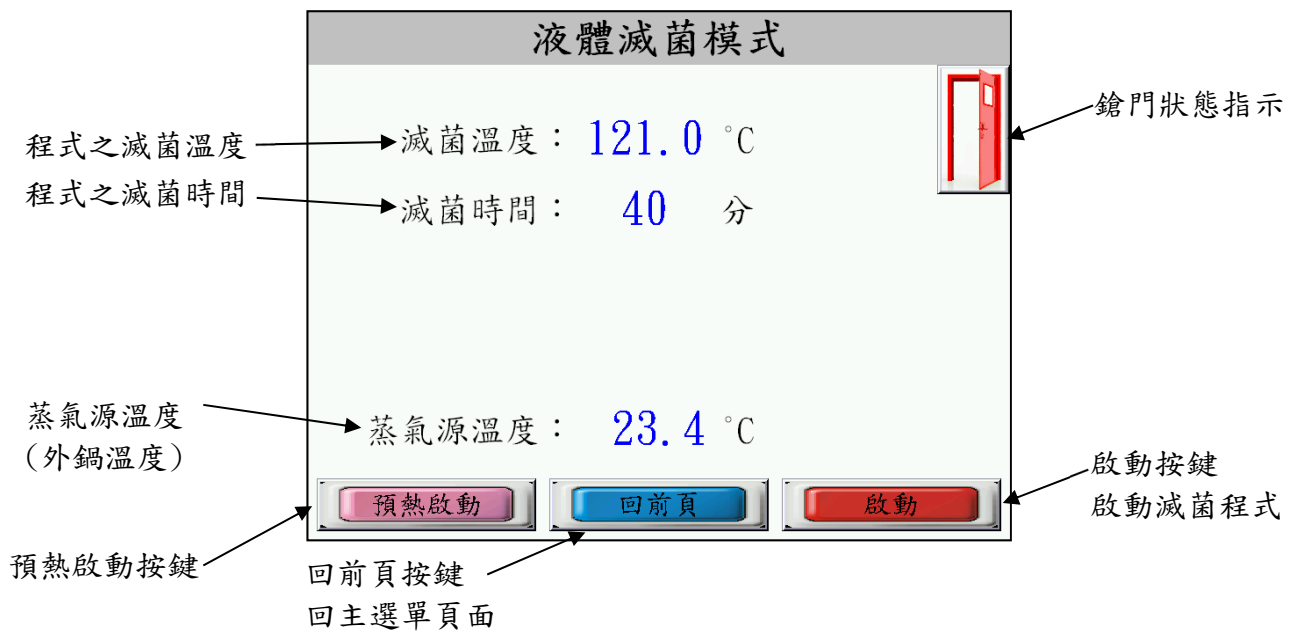 液體滅菌模式
鎗門狀態指示
程式之滅菌溫度
滅菌溫度：121.0 °C
程式之滅菌時間
滅菌時間：40 分
蒸氣源溫度
(外鍋溫度)
蒸氣源溫度：23.4 °C
啟動按鍵
啟動滅菌程式
預熱啟動
回前頁
啟動
預熱啟動按鍵
回前頁按鍵
回主選單頁面